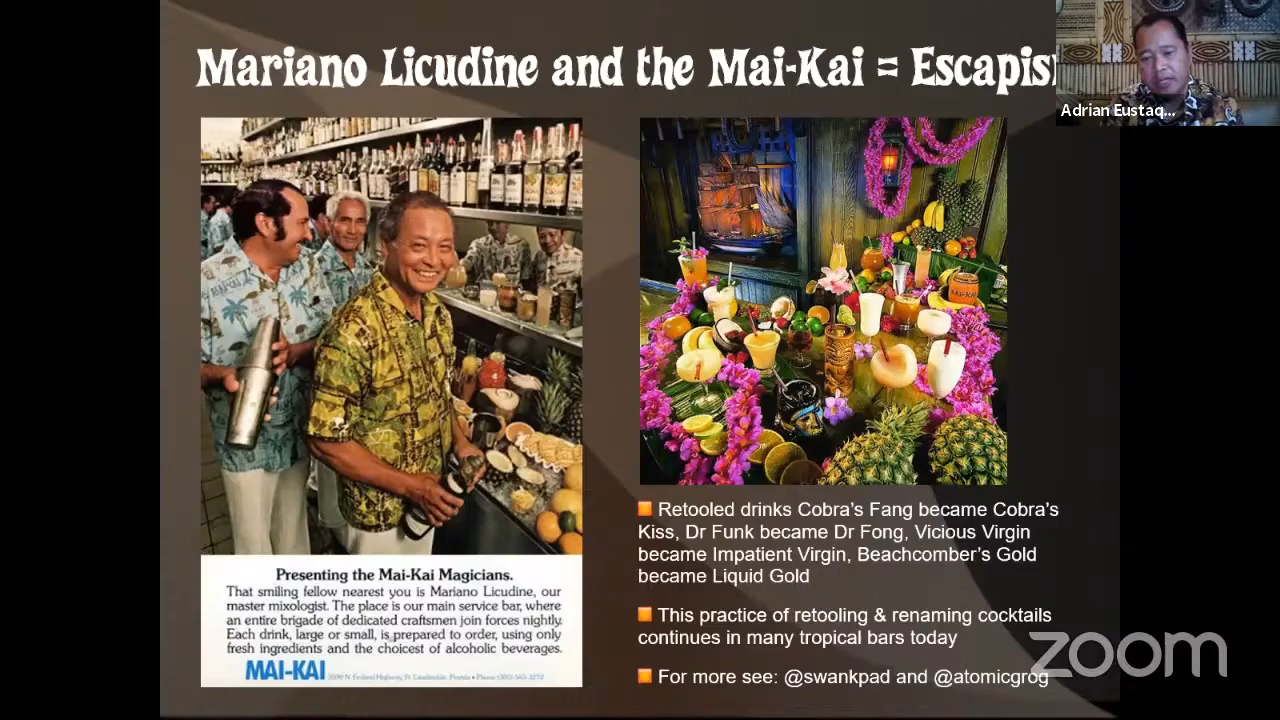 Mariano Licudine and the Mai-Kai = Escapis
Adrian Eustaq...
Presenting the Mai-Kai Magicians.
That smiling fellow nearest you is Mariano Licudine, our
master mixologist. The place is our main service bar, where
an entire brigade of dedicated craftsmen join forces nightly.
Each drink, large or small, is prepared to order, using only
fresh ingredients and the choicest of alcoholic beverages.
MAI-KAI
Retooled drinks Cobra's Fang became Cobra's
Kiss, Dr Funk became Dr Fong, Vicious Virgin
became Impatient Virgin, Beachcomber's Gold
became Liquid Gold
This practice of retooling & renaming cocktails
continues in many tropical bars today
For more see: @swankpad and @atomicgrog
zoom